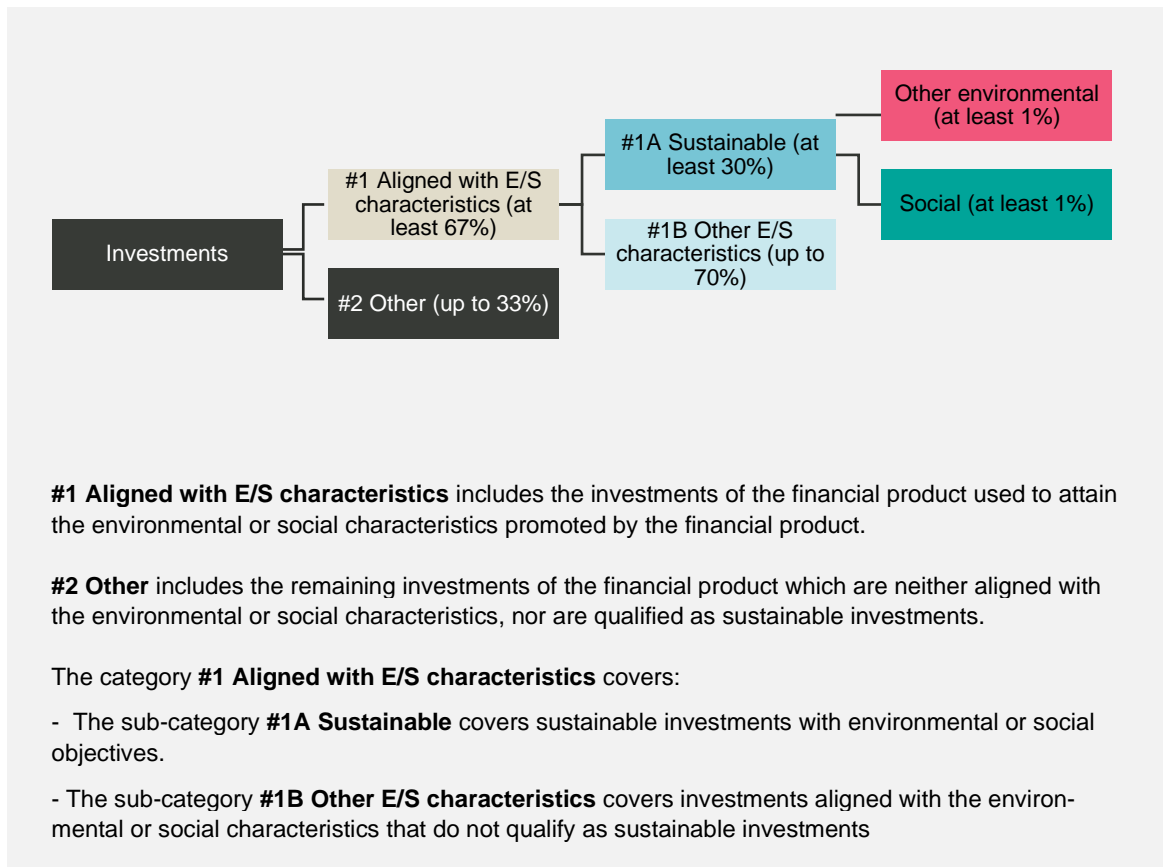 Other environmental
(at least 1%)
#1A Sustainable (at
least 30%)
#1 Aligned with E/S
characteristics (at
least 67%)
Social (at least 1%)
Investments
#1B Other E/S
characteristics (up to
70%)
#2 Other (up to 33%)
#1 Aligned with E/S characteristics includes the investments of the financial product used to attain
the environmental or social characteristics promoted by the financial product.
#2 Other includes the remaining investments of the financial product which are neither aligned with
the environmental or social characteristics, nor are qualified as sustainable investments.
The category #1 Aligned with E/S characteristics covers:
- The sub-category #1A Sustainable covers sustainable investments with environmental or social
objectives.
- The sub-category #1B Other E/S characteristics covers investments aligned with the environ-
mental or social characteristics that do not qualify as sustainable investments